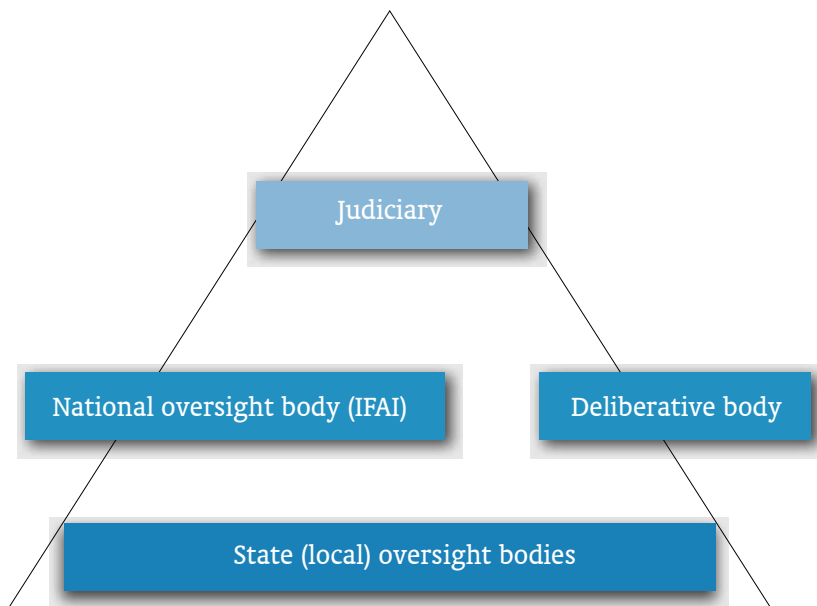 Judiciary
National oversight body (IFAI)
Deliberative body
State (local) oversight bodies